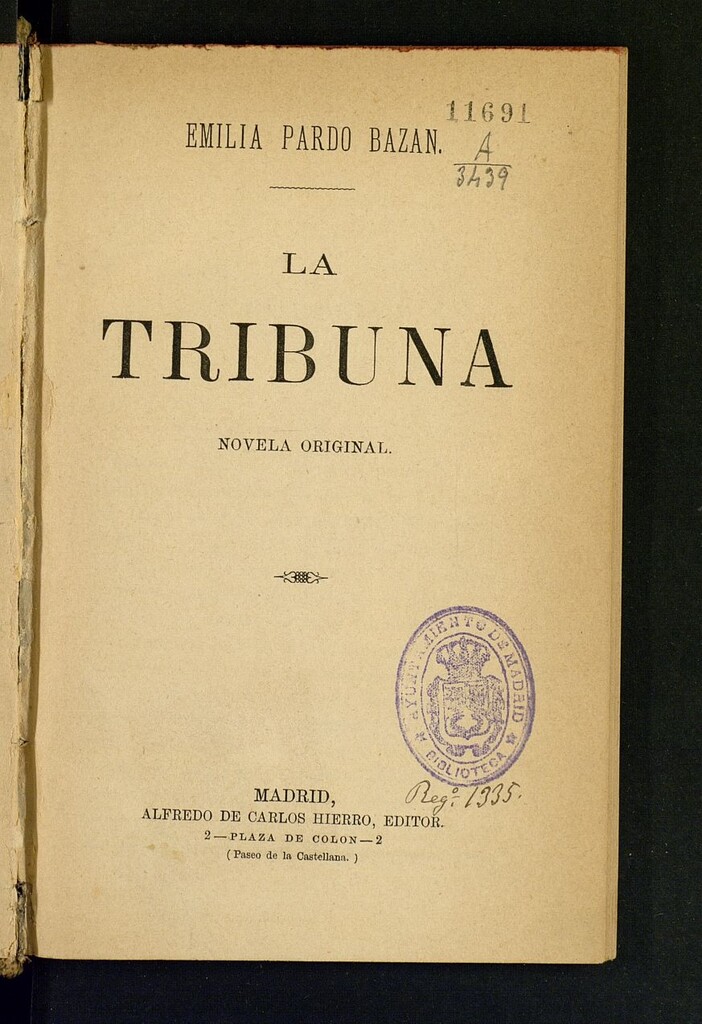 EMILIA PARDO BAZAN.
11691
A
3439
LA
TRIBUNA
NOVELA ORIGINAL.
AYUNTAMIENTO DE MADRID
BIBLIOTECA
Regº. 1335.
MADRID,
ALFREDO DE CARLOS HIERRO, EDITOR.
2—PLAZA DE COLON—2
(Paseo de la Castellana.)